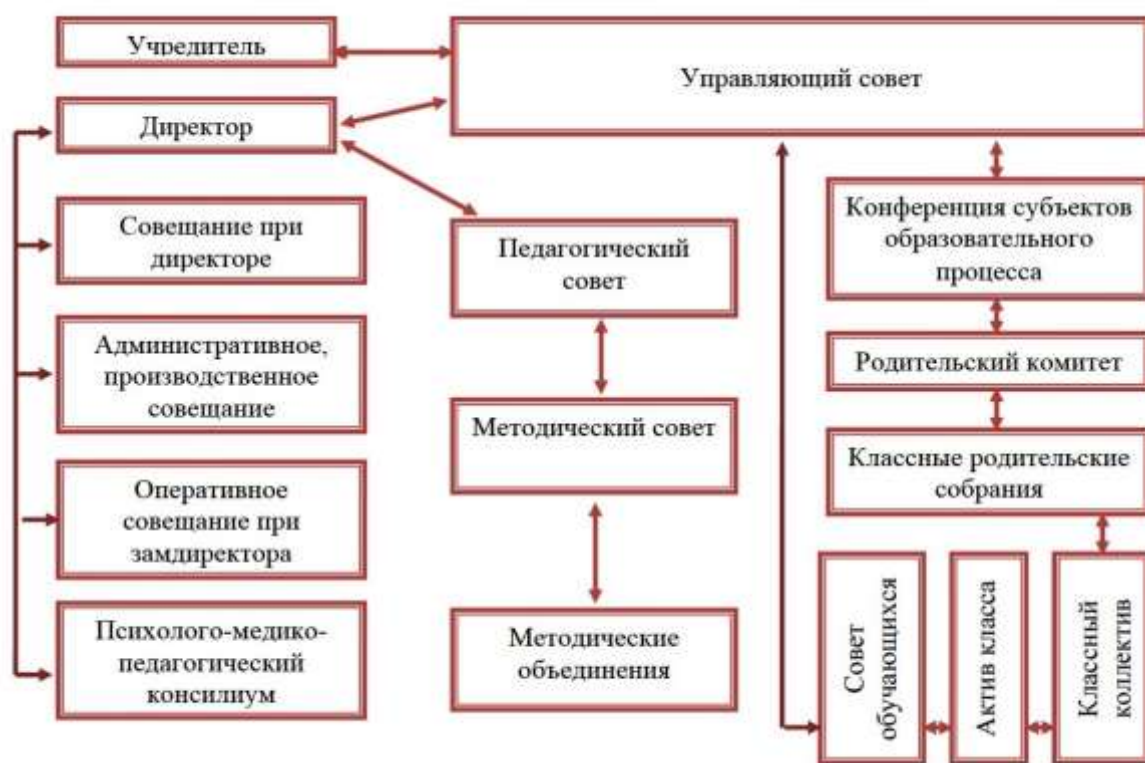 Учредитель
Управляющий совет
Директор
Совещание при
директоре
Административное,
производственное
совещание
Оперативное
совещание при
замдиректора
Психолого-медико-
педагогический
консилиум
Педагогический
совет
Методический совет
Методические
объединения
Конференция субъектов
образовательного
процесса
Родительский комитет
Классные родительские
собрания
Совет
обучающихся
Актив класса
Классный
коллектив